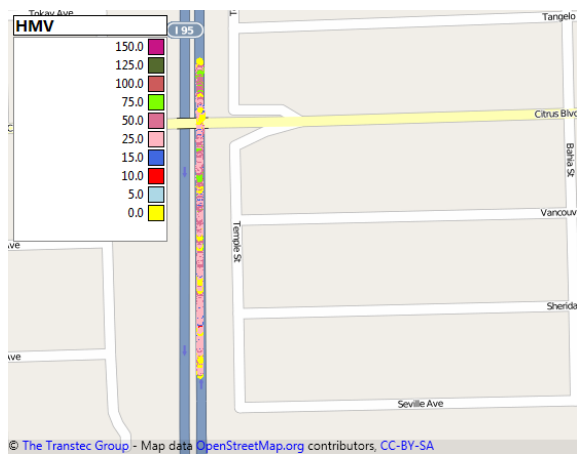 Tokay Ave
HMV
I 95
Tangelo
150.0
125.0
100.0
75.0
50.0
25.0
15.0
10.0
5.0
0.0
Citrus Blvd
Bahia St
Vancouv
Temple St
Ave
Sherida
Ave
Seville Ave
© The Transtec Group - Map data OpenStreetMap.org contributors, CC-BY-SA